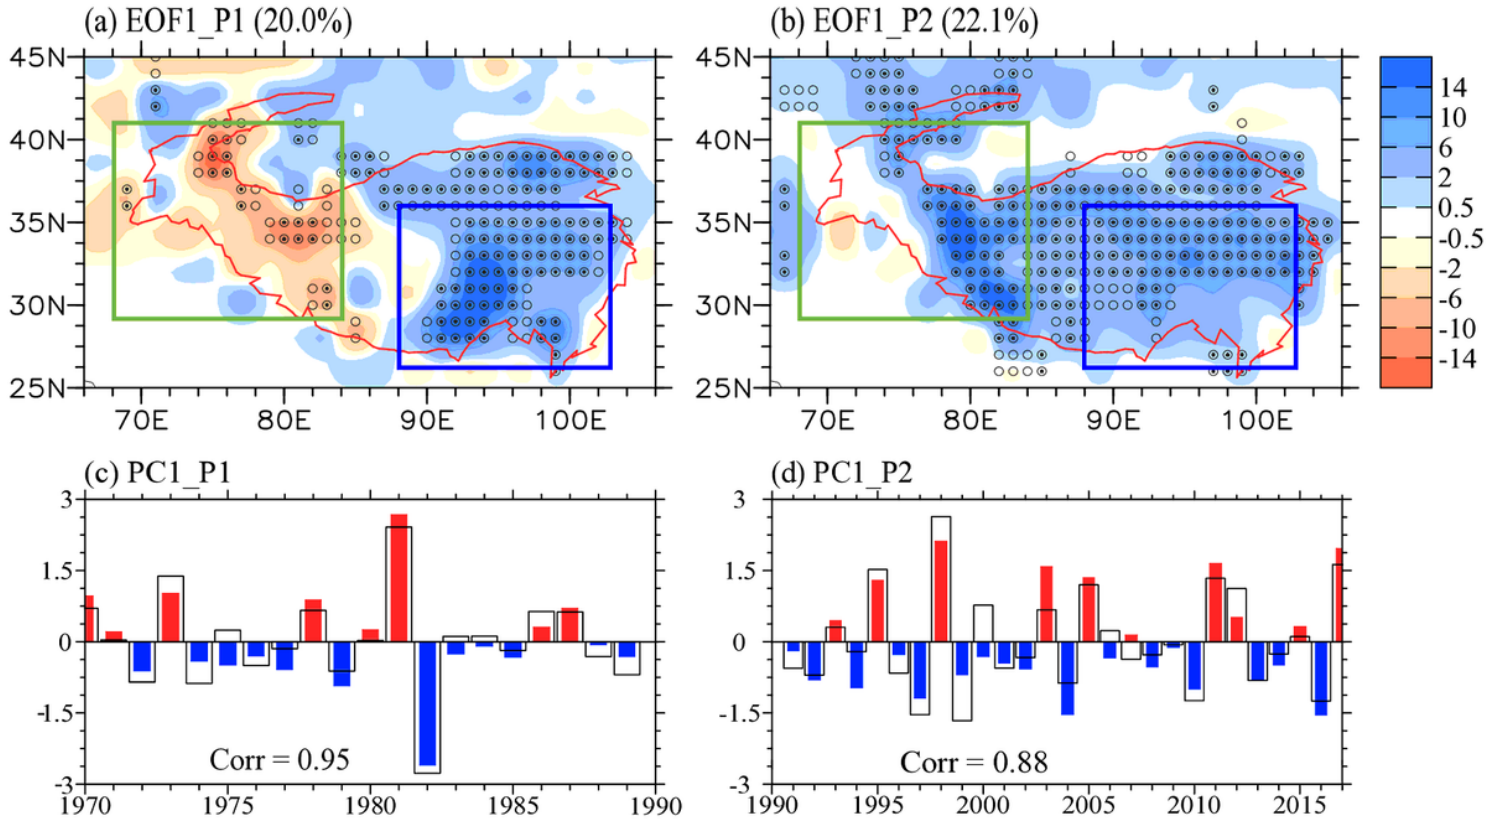 (a) EOF1_P1 (20.0%)
(b) EOF1_P2 (22.1%)
45N
40N
35N
30N
25N
70E 80E 90E 100E
45N
40N
35N
30N
25N
70E 80E 90E 100E
14
10
6
2
0.5
-0.5
-2
-6
-10
-14
(c) PC1_P1
3
1.5
0
-1.5
-3
Corr = 0.95
1970 1975 1980 1985 1990
(d) PC1_P2
3
1.5
0
-1.5
-3
Corr = 0.88
1990 1995 2000 2005 2010 2015